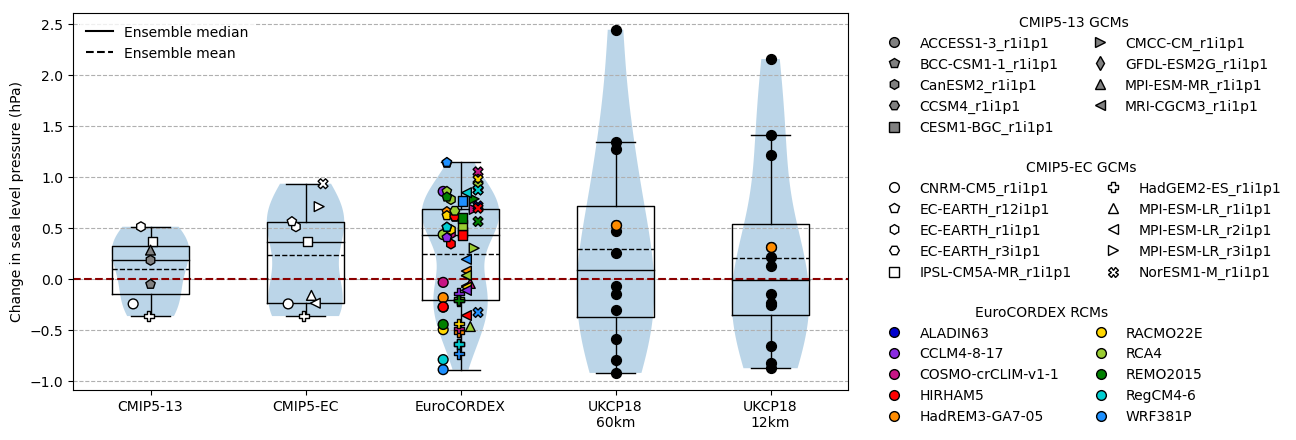 Change in sea level pressure (hPa)
2.5
2.0
1.5
1.0
0.5
0.0
−0.5
−1.0
Ensemble median
Ensemble mean
CMIP5-13
CMIP5-EC
EuroCORDEX
UKCP18
60km
UKCP18
12km
CMIP5-13 GCMs
ACCESS1-3_r1i1p1
BCC-CSM1-1_r1i1p1
CanESM2_r1i1p1
CCSM4_r1i1p1
CESM1-BGC_r1i1p1
CMCC-CM_r1i1p1
GFDL-ESM2G_r1i1p1
MPI-ESM-MR_r1i1p1
MRI-CGCM3_r1i1p1
CMIP5-EC GCMs
CNRM-CM5_r1i1p1
EC-EARTH_r12i1p1
EC-EARTH_r1i1p1
EC-EARTH_r3i1p1
IPSL-CM5A-MR_r1i1p1
HadGEM2-ES_r1i1p1
MPI-ESM-LR_r1i1p1
MPI-ESM-LR_r2i1p1
MPI-ESM-LR_r3i1p1
NorESM1-M_r1i1p1
EuroCORDEX RCMs
ALADIN63
CCLM4-8-17
COSMO-crCLIM-v1-1
HIRHAM5
HadREM3-GA7-05
RACMO22E
RCA4
REMO2015
RegCM4-6
WRF381P